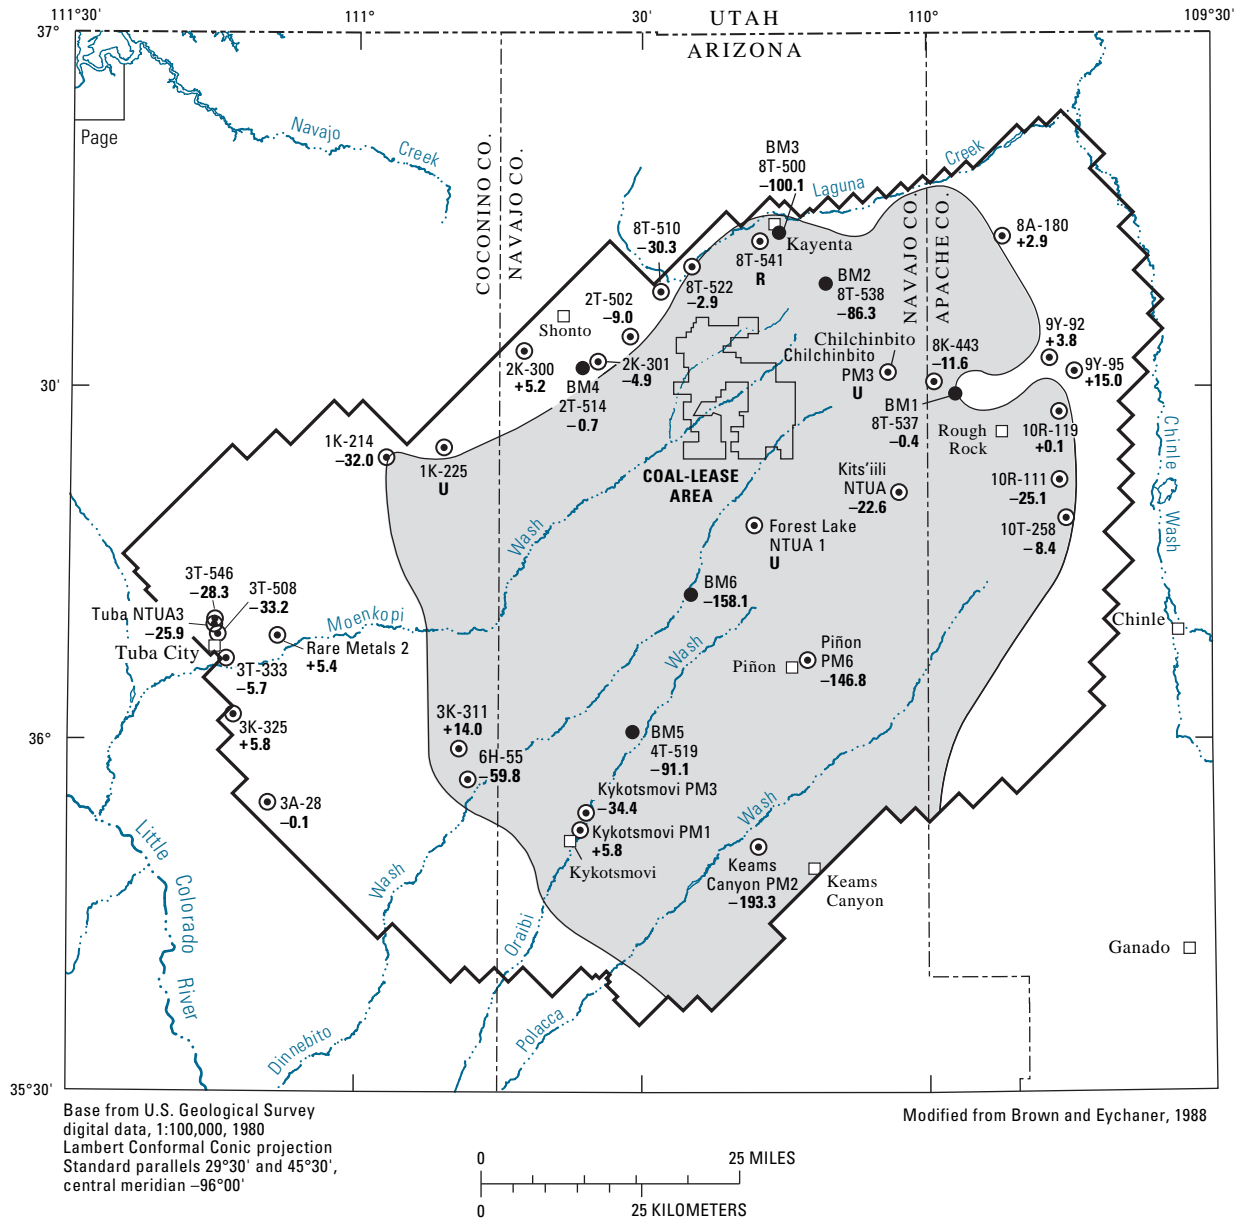 111°30'
111°
30'
110°
109°30'
37°
UTAH
ARIZONA
Page
Navajo
Creek
COCONINO CO.
NAVAJO CO.
BM3
8T-500
−100.1
Laguna
Creek
Kayenta
8T-510
−30.3
8T-541
R
8T-522
−2.9
BM2
8T-538
−86.3
NAVAJO CO.
APACHE CO.
8A-180
+2.9
2T-502
−9.0
Shonto
2K-300
+5.2
2K-301
−4.9
BM4
2T-514
−0.7
Chilchinbito
Chilchinbito
PM3
U
8K-443
−11.6
9Y-92
+3.8
9Y-95
+15.0
30'
BM1
8T-537
−0.4
Rough
Rock
10R-119
+0.1
1K-214
−32.0
1K-225
U
COAL-LEASE
AREA
Kits'iili
NTUA
−22.6
10R-111
−25.1
10T-258
−8.4
Chinle Wash
Wash
Forest Lake
NTUA 1
U
3T-546
−28.3
3T-508
−33.2
Tuba NTUA3
−25.9
Tuba City
Moenkopi
Rare Metals 2
+5.4
3T-333
−5.7
BM6
−158.1
Wash
Chinle
Piñon
Piñon
PM6
−146.8
3K-325
+5.8
3K-311
+14.0
6H-55
−59.8
BM5
4T-519
−91.1
36°
3A-28
−0.1
Kykotsmovi PM3
−34.4
Kykotsmovi PM1
+5.8
Kykotsmovi
Wash
Keams
Canyon PM2
−193.3
Keams
Canyon
Little
Colorado
River
Wash
Oraibi
Ganado
Dinnebito
Polacca
35°30'
Base from U.S. Geological Survey
digital data, 1:100,000, 1980
Lambert Conformal Conic projection
Standard parallels 29°30' and 45°30',
central meridian −96°00'
Modified from Brown and Eychaner, 1988
0
25 MILES
0
25 KILOMETERS